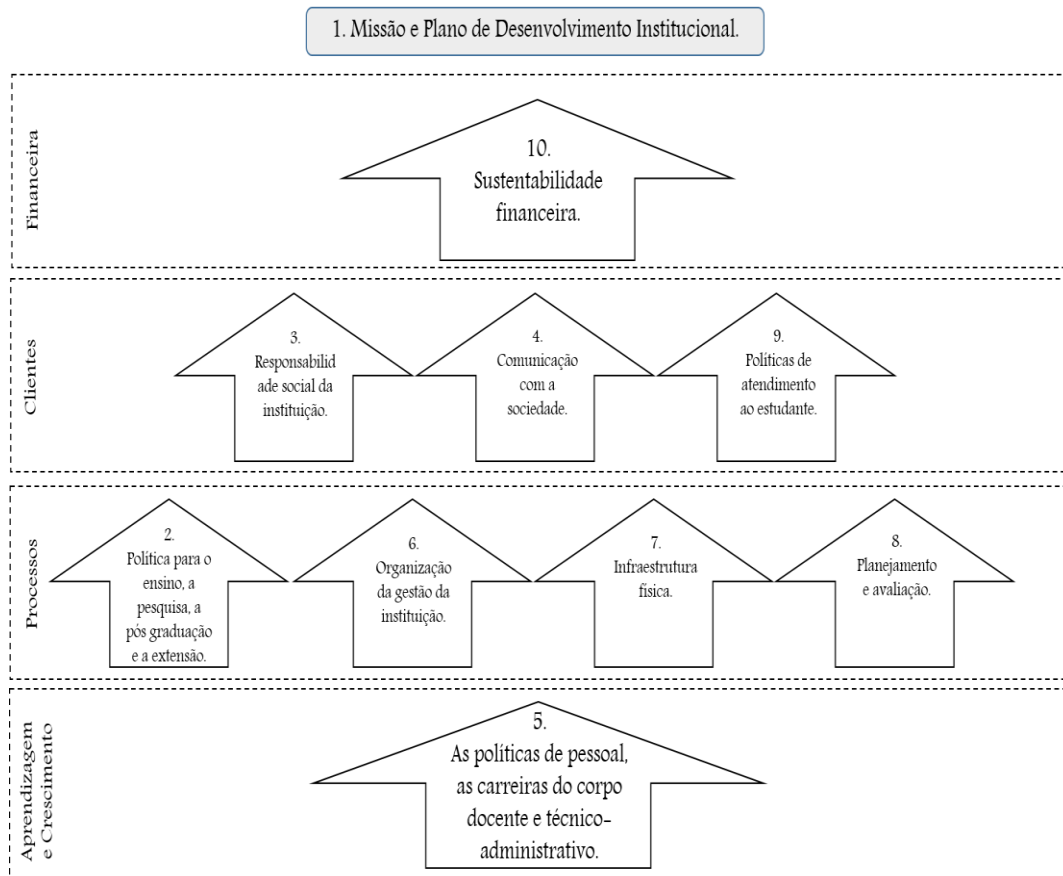 1. Missão e Plano de Desenvolvimento Institucional.
Financeira
10.
Sustentabilidade
financeira.
Clientes
3.
Responsabilid
ade social da
instituição.
4.
Comunicação
com a
sociedade.
9.
Políticas de
atendimento
ao estudante.
Processos
2.
Política para o
ensino, a
pesquisa, a
pós graduação
e a extensão.
6.
Organização
da gestão da
instituição.
7.
Infraestrutura
física.
8.
Planejamento
e avaliação.
Aprendizagem
e Crescimento
5.
As políticas de pessoal,
as carreiras do corpo
docente e técnico-
administrativo.